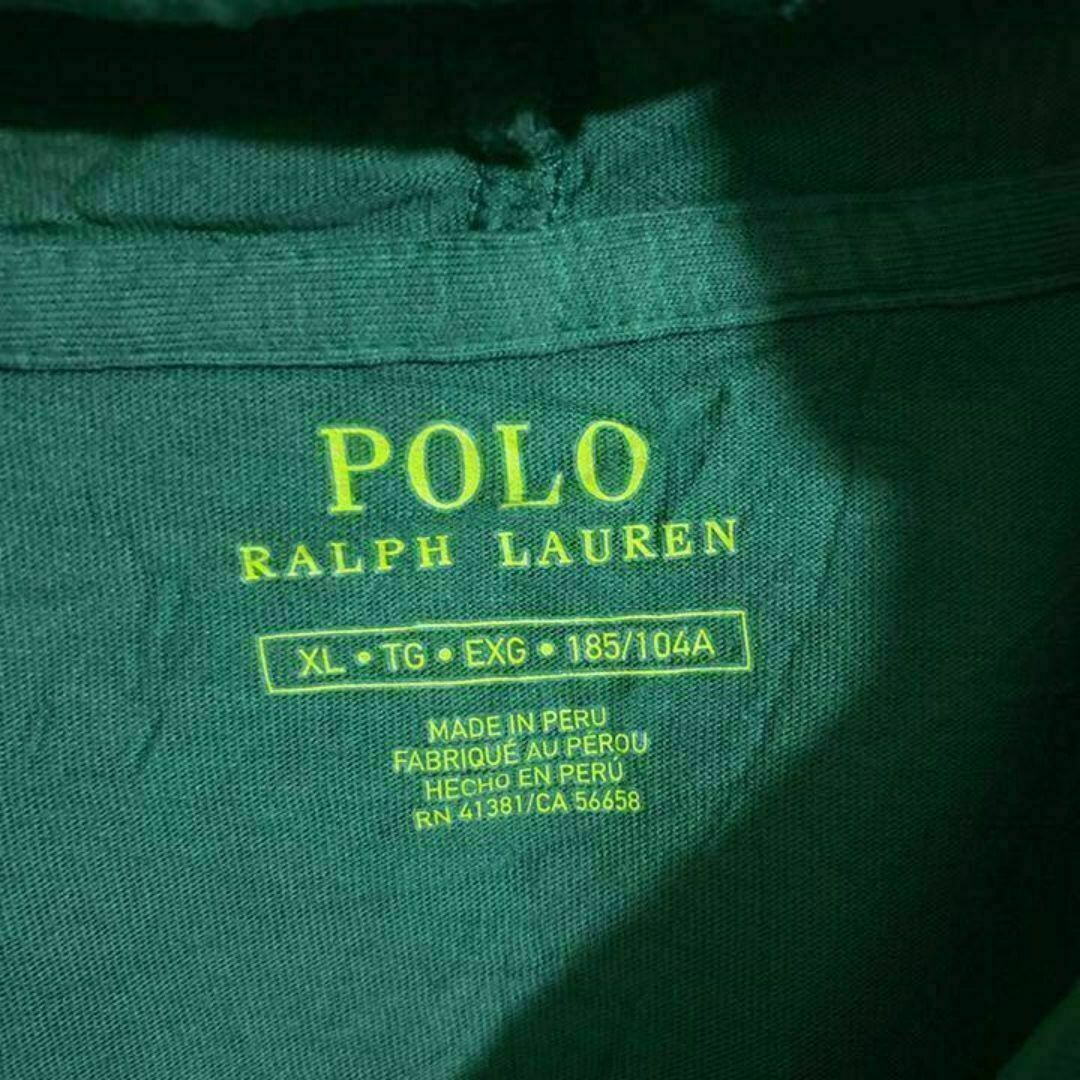 POLO
RALPH LAUREN
XL • TG • EXG • 185/104A
MADE IN PERU
FABRIQUÉ AU PÉROU
HECHO EN PERÚ
RN 41381/CA 56658